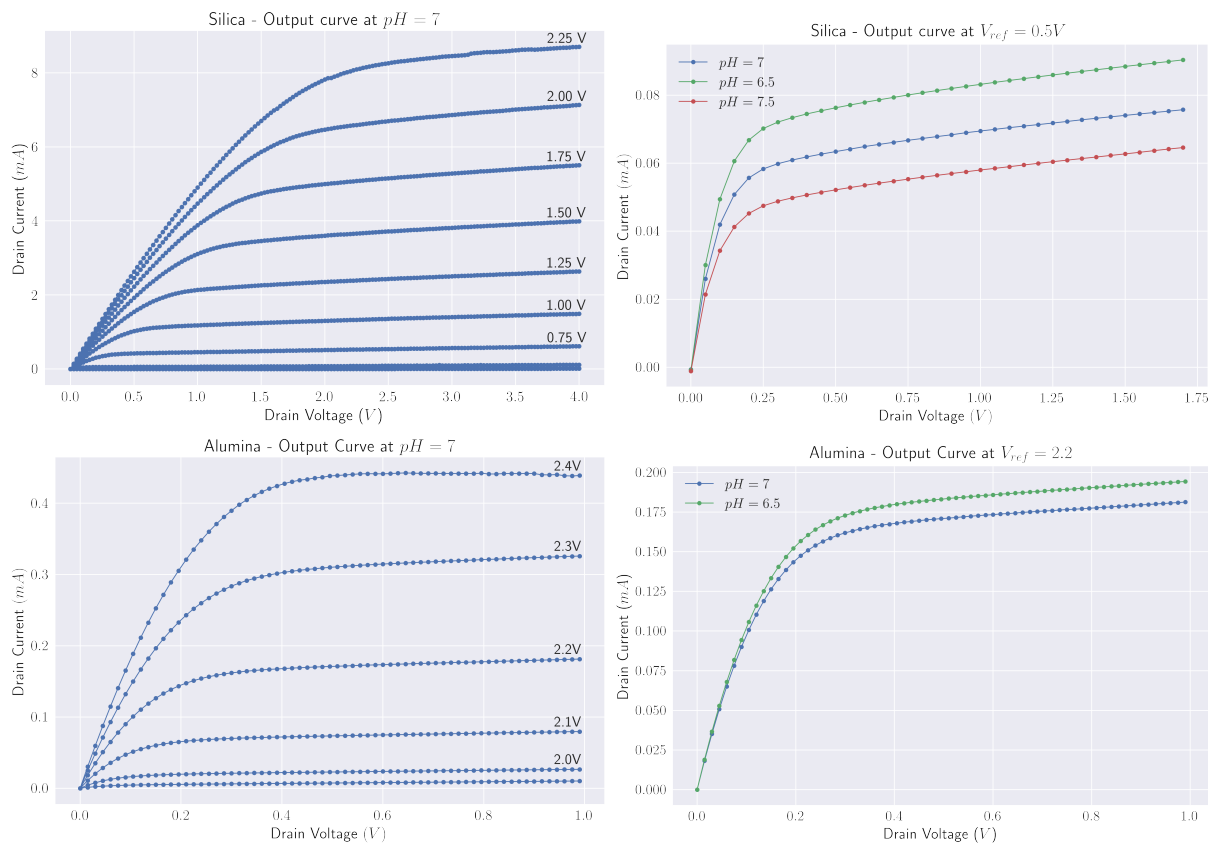 Silica - Output curve at pH = 7
Drain Current (mA)
8
6
4
2
0
2.25 V
2.00 V
1.75 V
1.50 V
1.25 V
1.00 V
0.75 V
0.0 0.5 1.0 1.5 2.0 2.5 3.0 3.5 4.0
Drain Voltage (V)
Silica - Output curve at V_ref = 0.5V
Drain Current (mA)
pH = 7
pH = 6.5
pH = 7.5
0.08
0.06
0.04
0.02
0.00
0.00 0.25 0.50 0.75 1.00 1.25 1.50 1.75
Drain Voltage (V)
Alumina - Output Curve at pH = 7
Drain Current (mA)
0.4
0.3
0.2
0.1
0.0
2.4V
2.3V
2.2V
2.1V
2.0V
0.0 0.2 0.4 0.6 0.8 1.0
Drain Voltage (V)
Alumina - Output Curve at V_ref = 2.2
Drain Current (mA)
pH = 7
pH = 6.5
0.200
0.175
0.150
0.125
0.100
0.075
0.050
0.025
0.000
0.0 0.2 0.4 0.6 0.8 1.0
Drain Voltage (V)